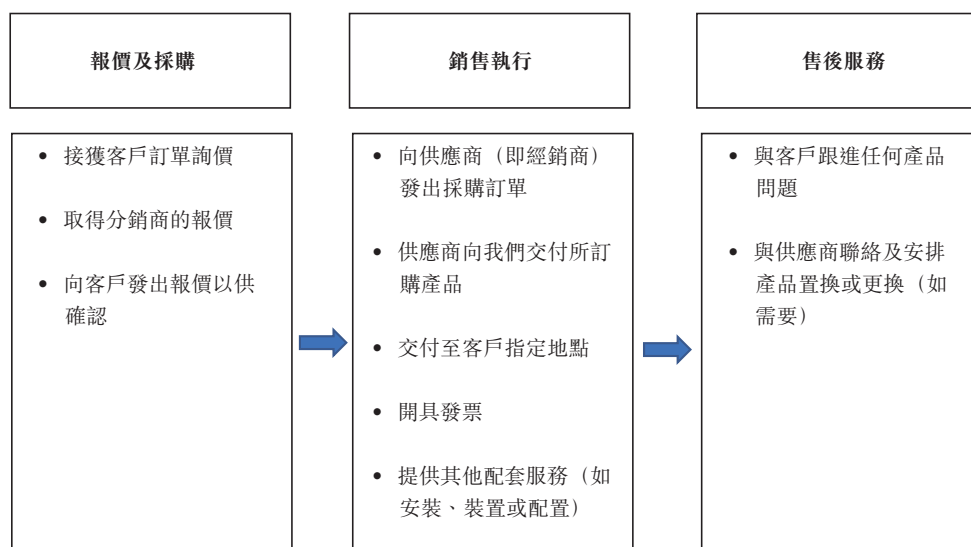 報價及採購
銷售執行
售後服務
• 接獲客戶訂單詢價
• 取得分銷商的報價
• 向客戶發出報價以供
確認
• 向供應商（即經銷商）
發出採購訂單
• 供應商向我們交付所訂
購產品
• 交付至客戶指定地點
• 開具發票
• 提供其他配套服務（如
安裝、裝置或配置）
• 與客戶跟進任何產品
問題
• 與供應商聯絡及安排
產品置換或更換（如
需要）